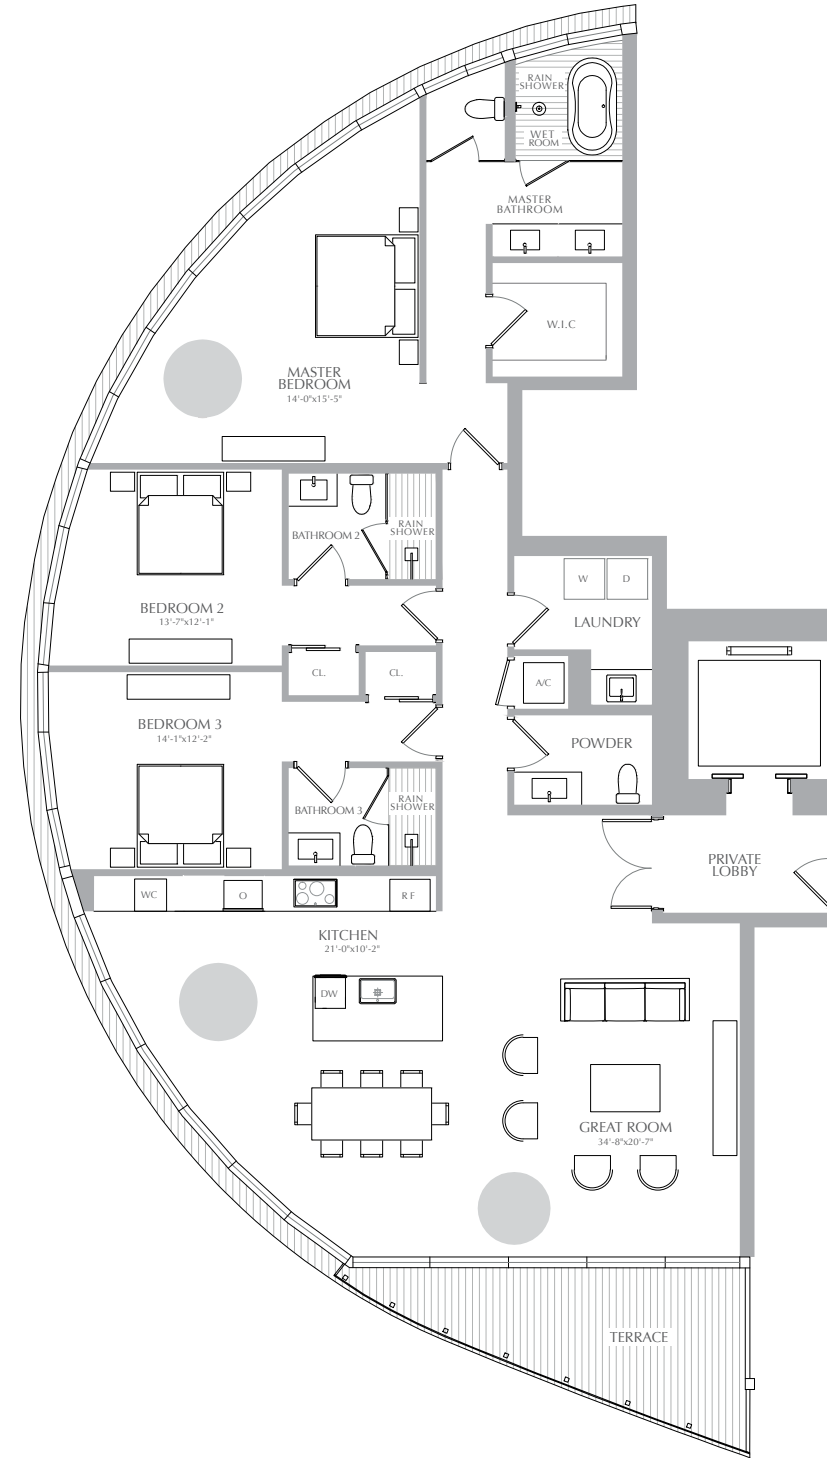 RAIN
SHOWER
WET
ROOM
MASTER
BATHROOM
W.I.C
MASTER
BEDROOM
14'-0"x15'-5"
BATHROOM 2
RAIN
SHOWER
BEDROOM 2
13'-7"x12'-1"
W
D
LAUNDRY
CL.
CL.
A/C
BEDROOM 3
14'-1"x12'-2"
POWDER
BATHROOM 3
RAIN
SHOWER
PRIVATE
LOBBY
WC
O
R F
KITCHEN
21'-0"x10'-2"
DW
GREAT ROOM
34'-8"x20'-7"
TERRACE